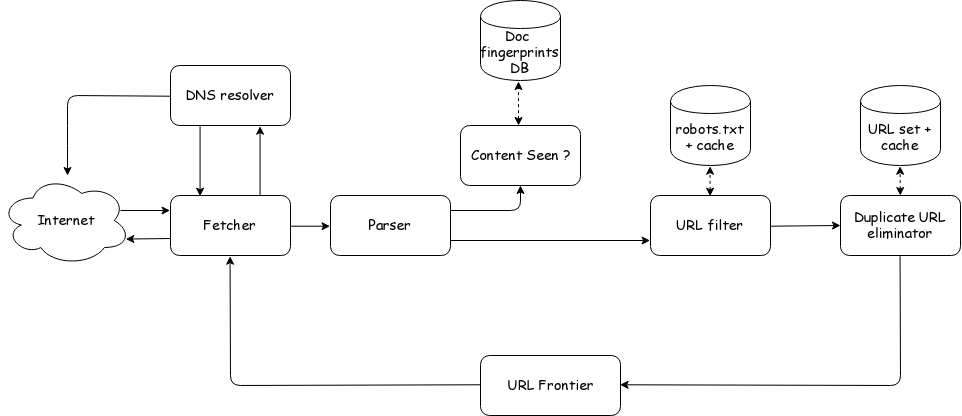 Doc
fingerprints
DB
DNS resolver
Content Seen ?
robots.txt
+ cache
URL set +
cache
Internet
Fetcher
Parser
URL filter
Duplicate URL
eliminator
URL Frontier